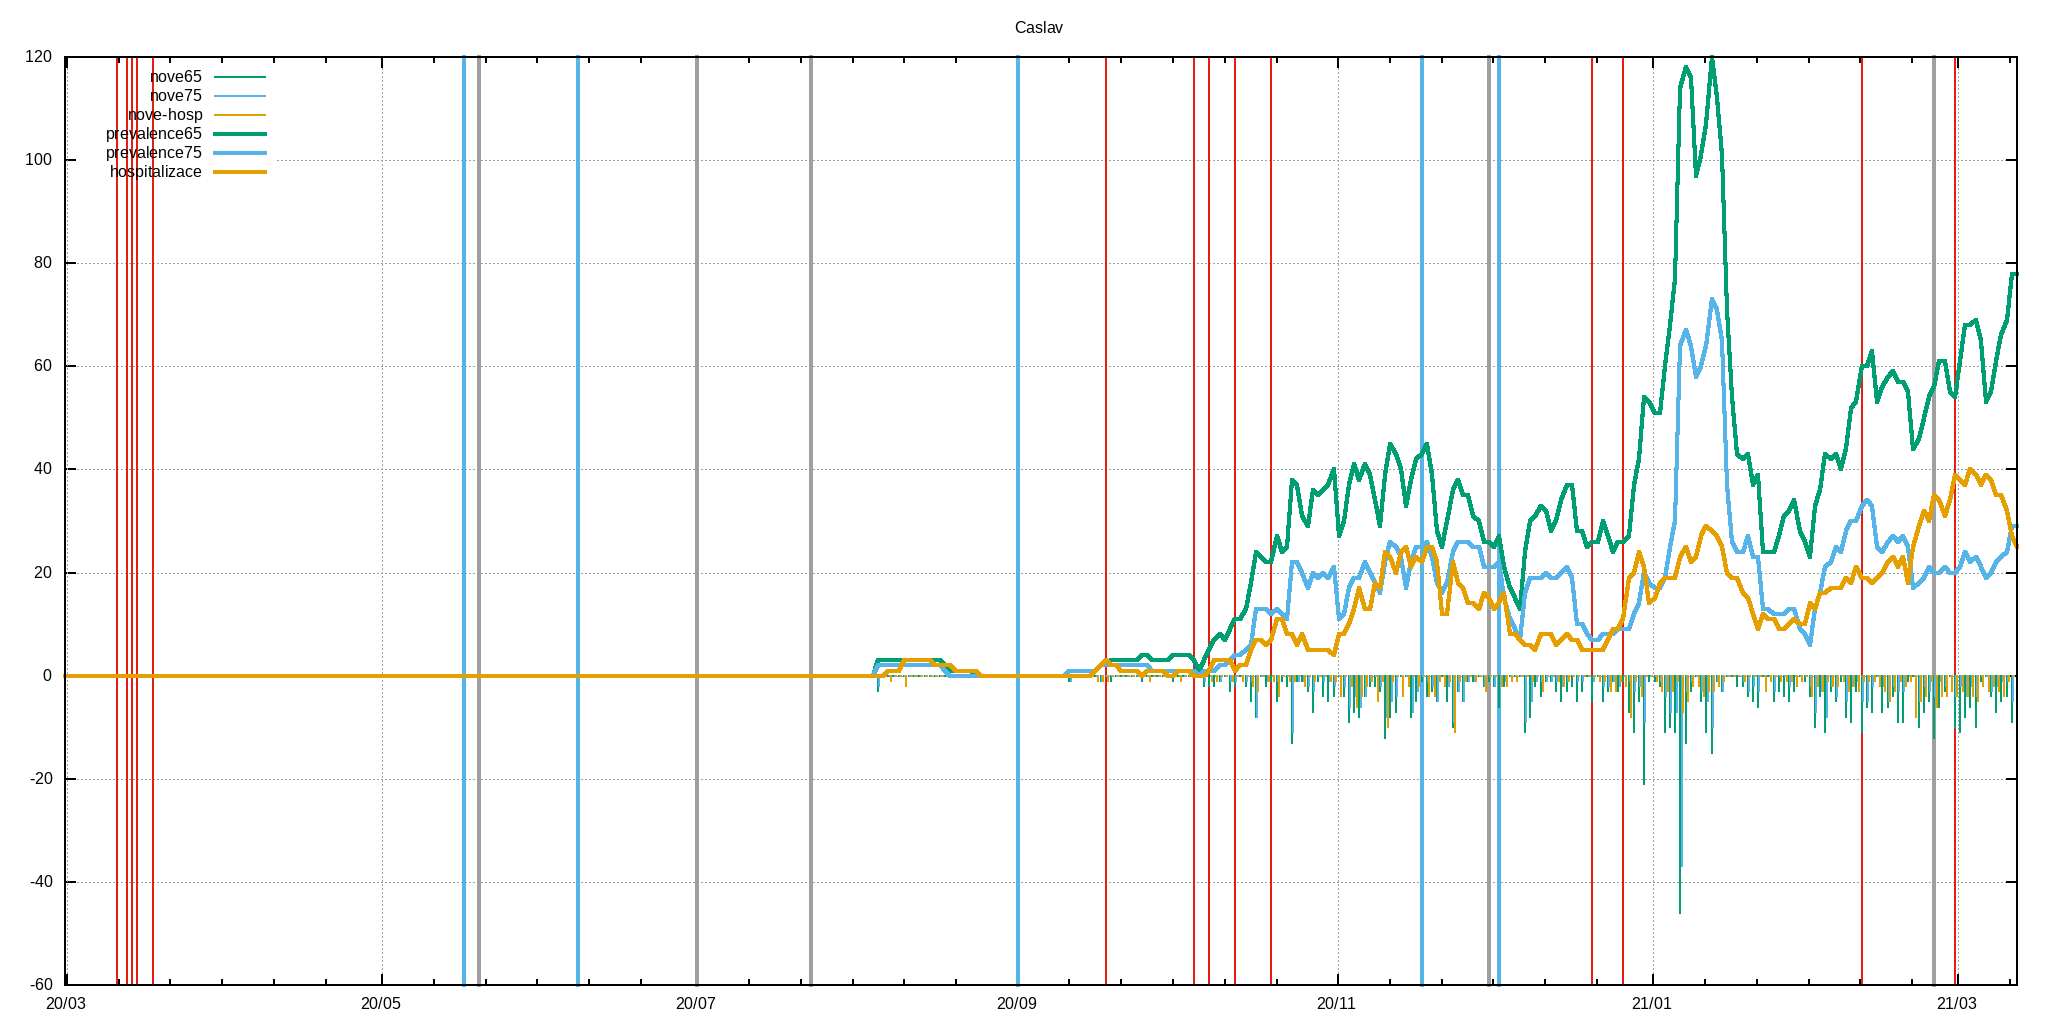 Caslav
120
100
80
60
40
20
0
-20
-40
-60
nove65
nove75
nove-hosp
prevalence65
prevalence75
hospitalizace
20/03 20/05 20/07 20/09 20/11 21/01 21/03